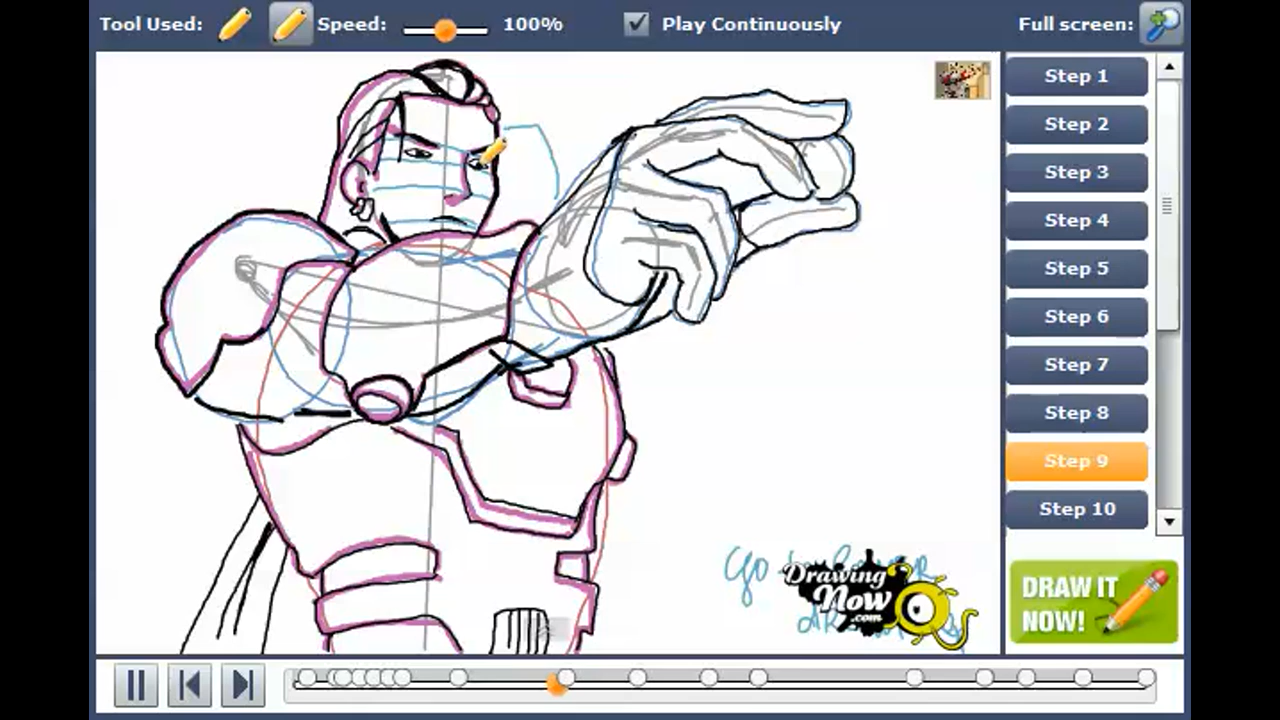 Tool Used:
Speed:
100%
Play Continuously
Full screen:
Step 1
Step 2
Step 3
Step 4
Step 5
Step 6
Step 7
Step 8
Step 9
Step 10
Go
Drawing
Now
.com
DRAW IT
NOW!